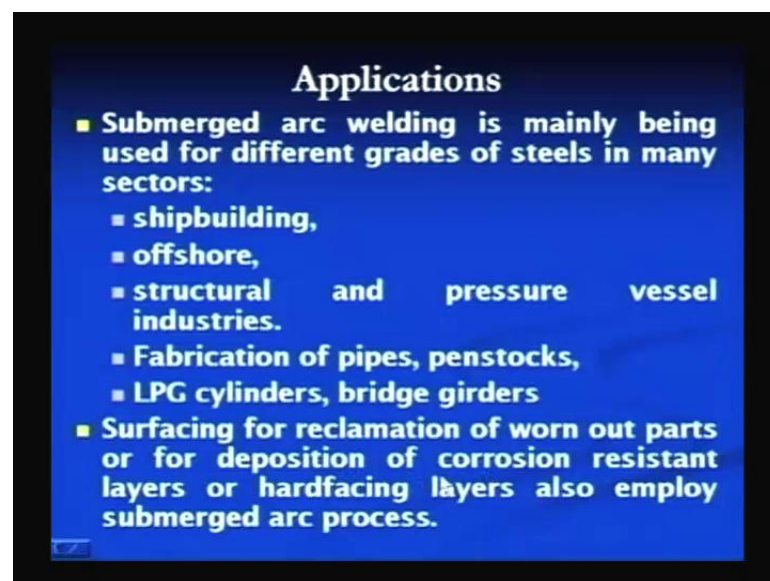 Applications
Submerged arc welding is mainly being
used for different grades of steels in many
sectors:
shipbuilding,
offshore,
structural and pressure vessel
industries.
Fabrication of pipes, penstocks,
LPG cylinders, bridge girders
Surfacing for reclamation of worn out parts
or for deposition of corrosion resistant
layers or hardfacing layers also employ
submerged arc process.